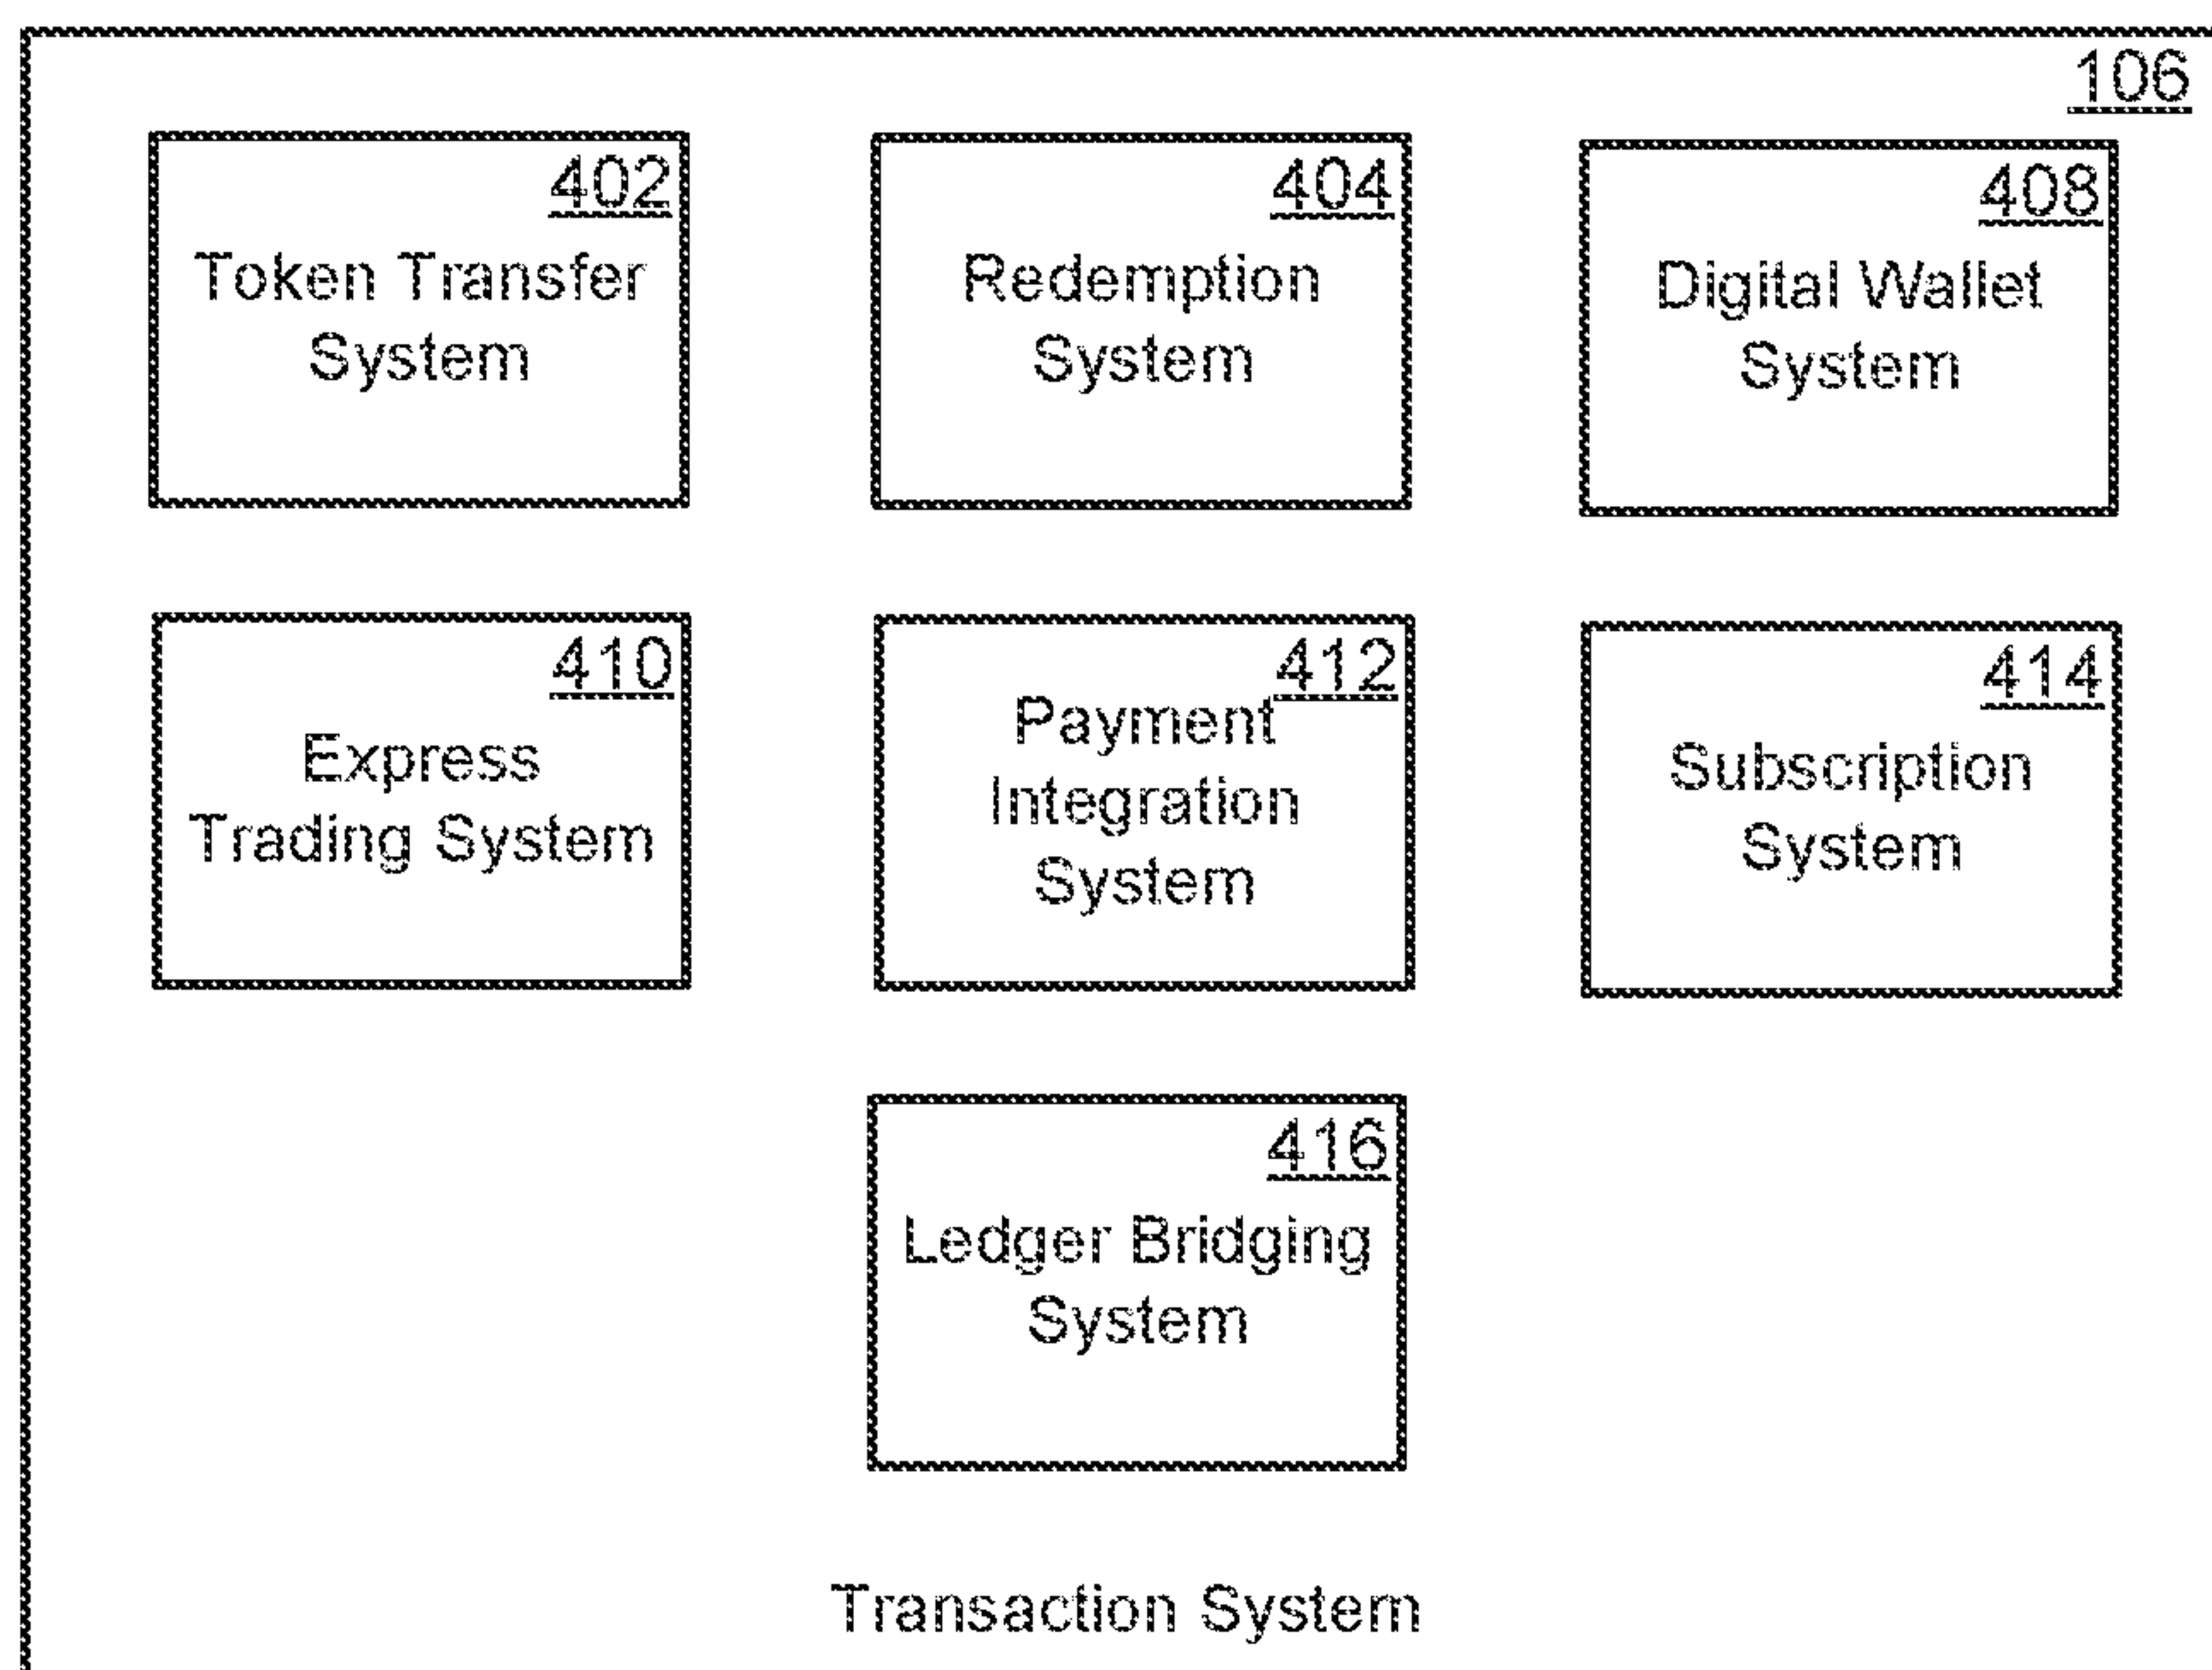 106
402
Token Transfer
System
404
Redemption
System
408
Digital Wallet
System
410
Express
Trading System
412
Payment
Integration
System
414
Subscription
System
416
Ledger Bridging
System
Transaction System